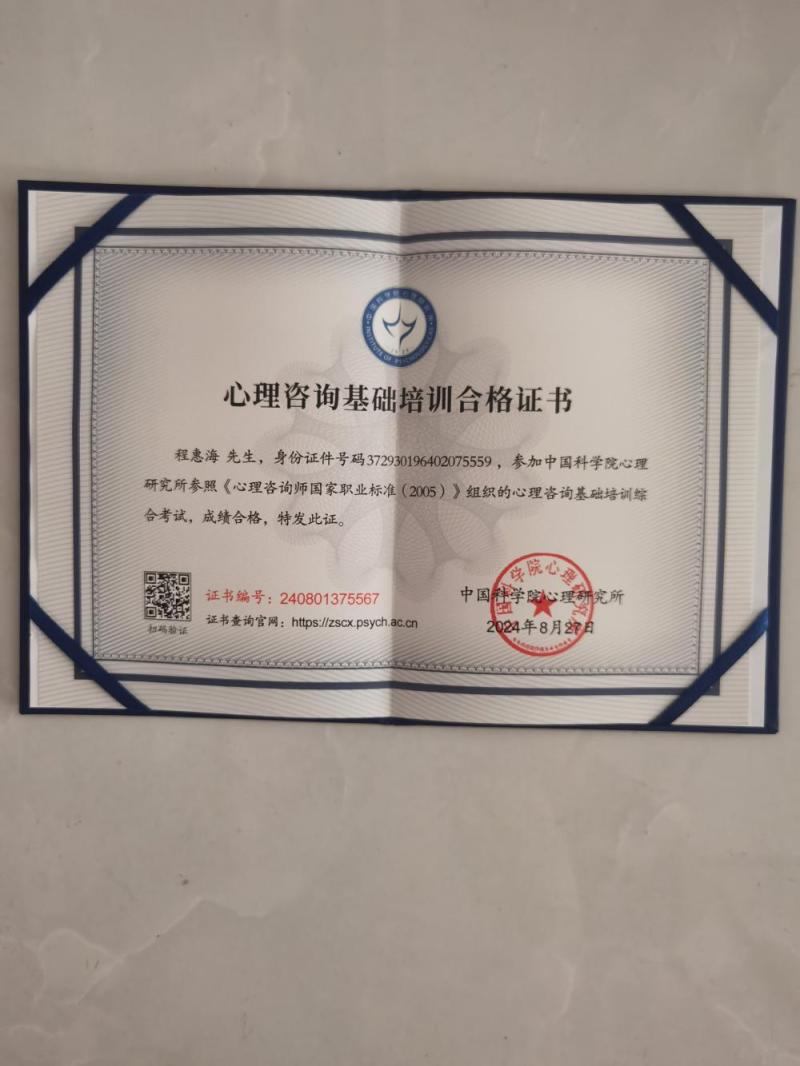 INSTITUTE OF PSYCHOLOGY
心理咨询基础培训合格证书
程惠海 先生，身份证件号码372930196402075559，参加中国科学院心理
研究所参照《心理咨询师国家职业标准（2005）》组织的心理咨询基础培训综
合考试，成绩合格，特发此证。
证书编号：240801375567
证书查询官网：https://zscx.psych.ac.cn
扫码验证
中国科学院心理研究所
2024年8月27日